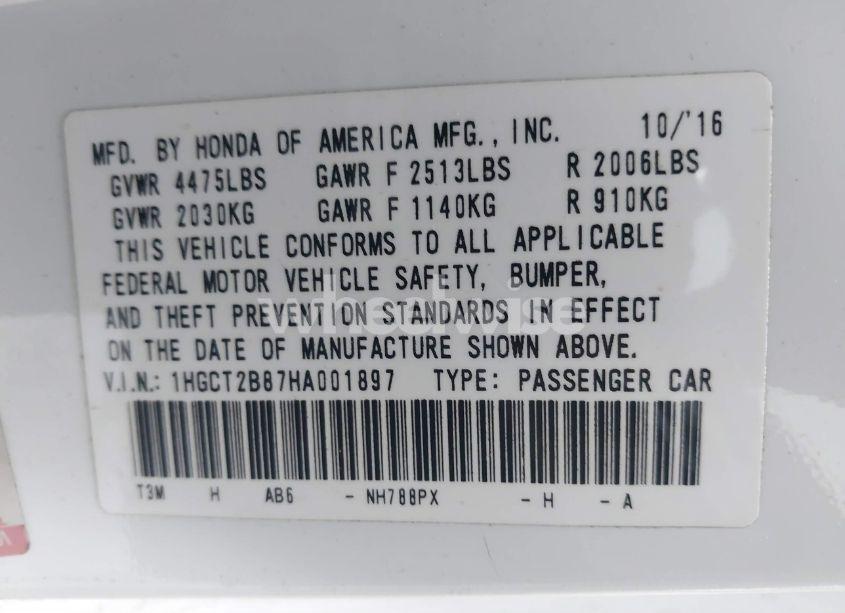 MFD. BY HONDA OF AMERICA MFG., INC. 10/'16
GVWR 4475LBS GAWR F 2513LBS R 2006LBS
GVWR 2030KG GAWR F 1140KG R 910KG
THIS VEHICLE CONFORMS TO ALL APPLICABLE
FEDERAL MOTOR VEHICLE SAFETY, BUMPER,
AND THEFT PREVENTION STANDARDS IN EFFECT
ON THE DATE OF MANUFACTURE SHOWN ABOVE.
V.I.N.: 1HGCT2B87HA001897 TYPE: PASSENGER CAR
T3M H AB6 - NH788PX - H - A
wheelwise